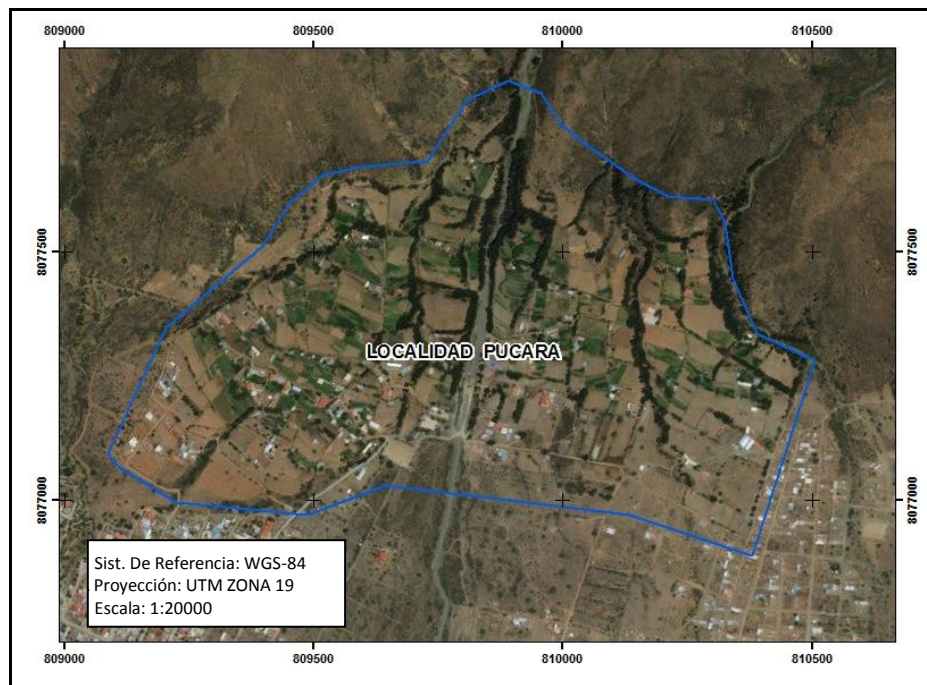 809000 809500 810000 810500
8077500 8077500
LOCALIDAD PUCARA
8077000 8077000
Sist. De Referencia: WGS-84
Proyección: UTM ZONA 19
Escala: 1:20000
809000 809500 810000 810500